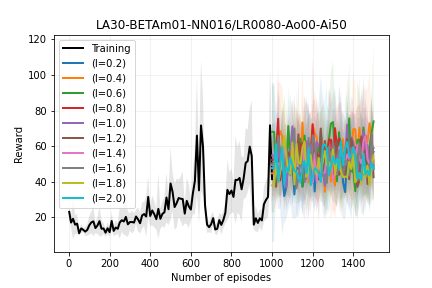 LA30-BETAm01-NN016/LR0080-Ao00-Ai50
120
100
80
60
40
20
Reward
Training
(l=0.2)
(l=0.4)
(l=0.6)
(l=0.8)
(l=1.0)
(l=1.2)
(l=1.4)
(l=1.6)
(l=1.8)
(l=2.0)
0 200 400 600 800 1000 1200 1400
Number of episodes